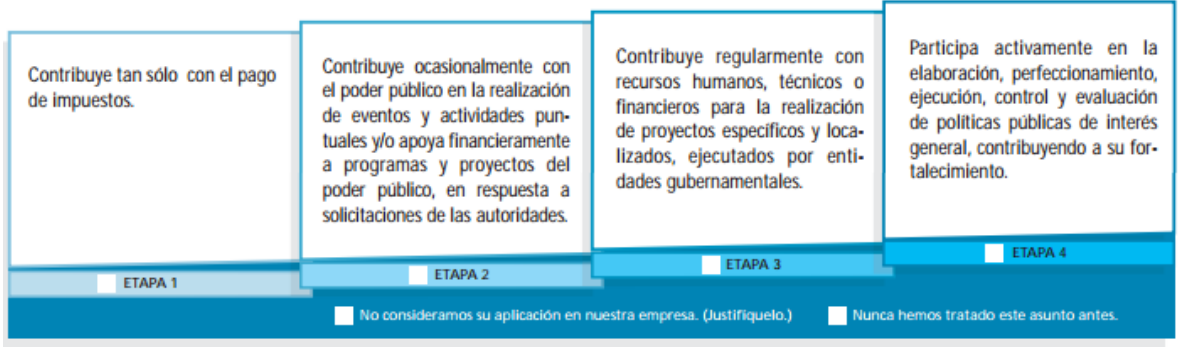 Contribuye tan sólo con el pago
de impuestos.
Contribuye ocasionalmente con
el poder público en la realización
de eventos y actividades pun-
tuales y/o apoya financieramente
a programas y proyectos del
poder público, en respuesta a
solicitaciones de las autoridades.
Contribuye regularmente con
recursos humanos, técnicos o
financieros para la realización
de proyectos específicos y loca-
lizados, ejecutados por enti-
dades gubernamentales.
Participa activamente en la
elaboración, perfeccionamiento,
ejecución, control y evaluación
de políticas públicas de interés
general, contribuyendo a su for-
talecimiento.
ETAPA 1
ETAPA 2
ETAPA 3
ETAPA 4
No consideramos su aplicación en nuestra empresa. (Justifíquelo.)
Nunca hemos tratado este asunto antes.